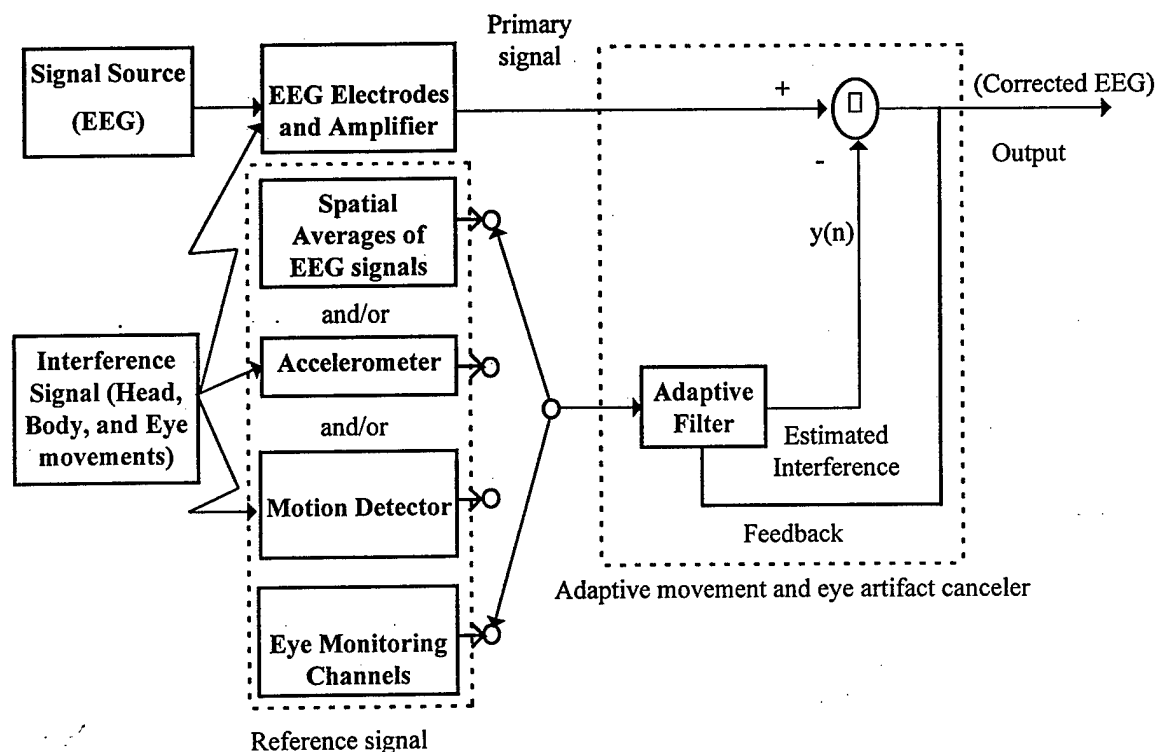 Primary
signal
Signal Source
(EEG)
EEG Electrodes
and Amplifier
+
(Corrected EEG)
-
Output
Spatial
Averages of
EEG signals
y(n)
and/or
Interference
Signal (Head,
Body, and Eye
movements)
Accelerometer
and/or
Adaptive
Filter
Estimated
Interference
Motion Detector
Feedback
Adaptive movement and eye artifact canceler
Eye Monitoring
Channels
Reference signal